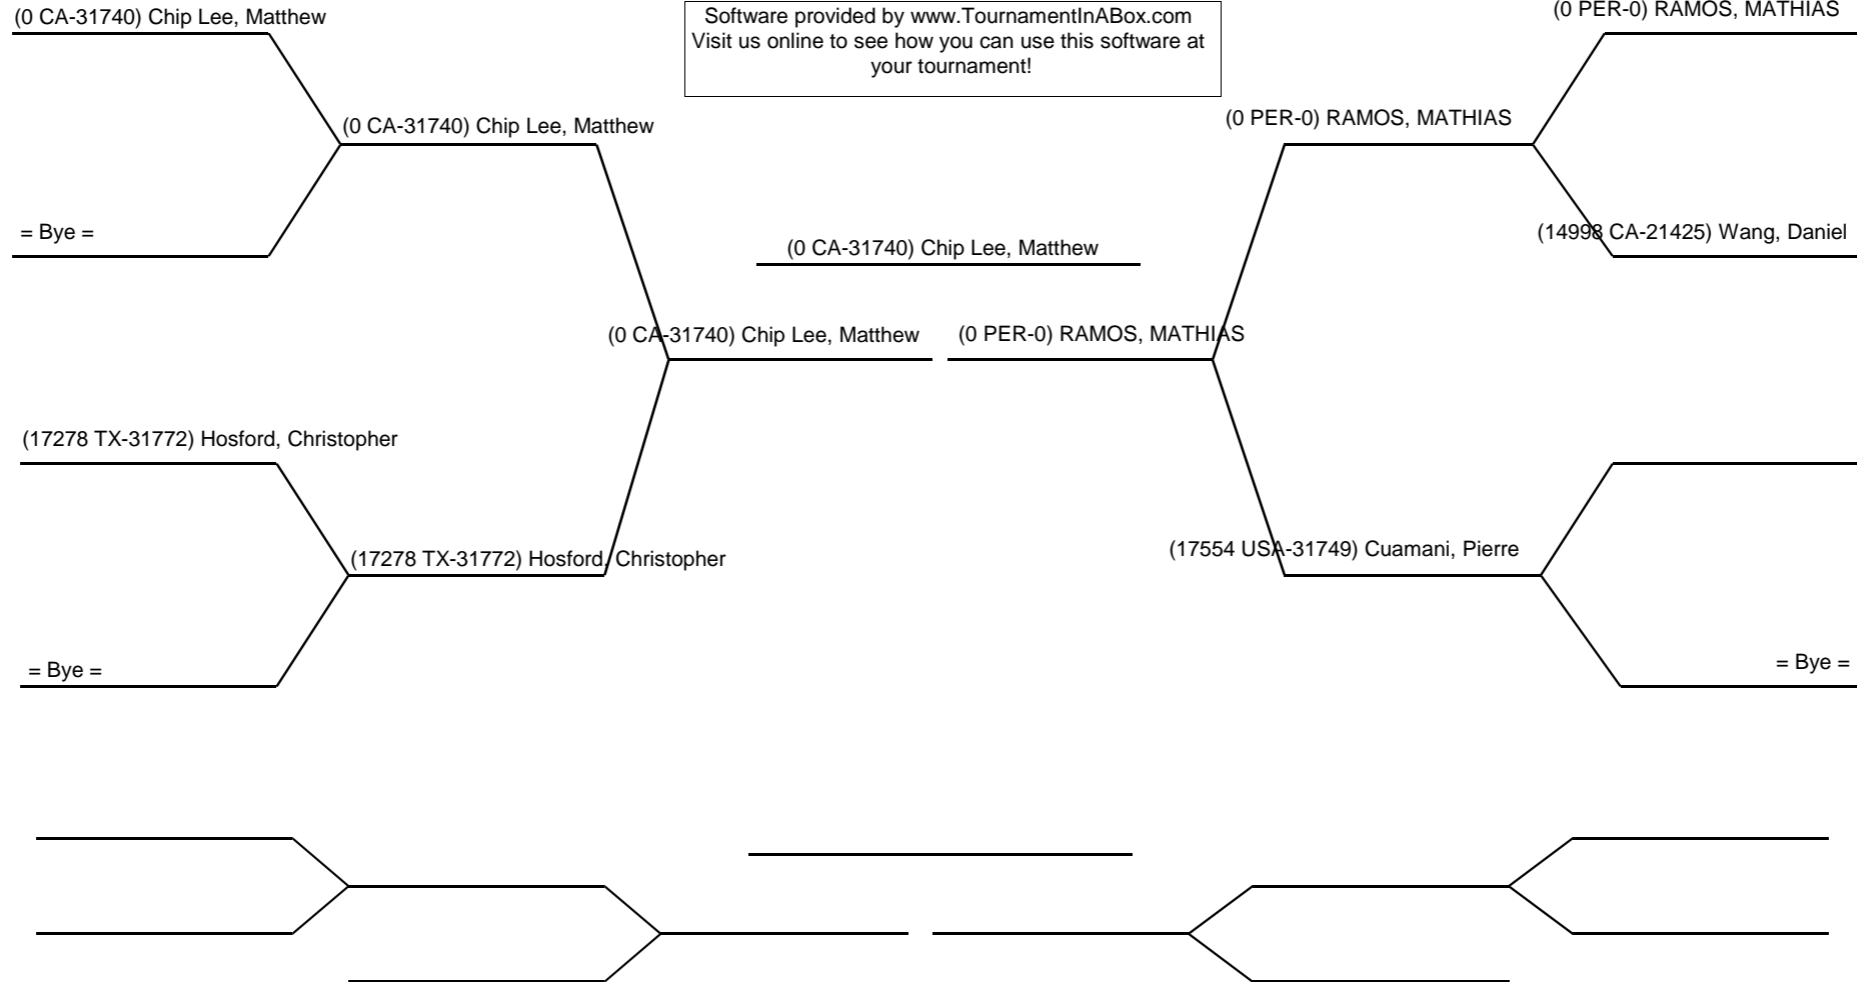 (0 CA-31740) Chip Lee, Matthew
Software provided by www.TournamentInABox.com
Visit us online to see how you can use this software at
your tournament!
(0 PER-0) RAMOS, MATHIAS
(0 CA-31740) Chip Lee, Matthew
(0 PER-0) RAMOS, MATHIAS
= Bye =
(0 CA-31740) Chip Lee, Matthew
(14998 CA-21425) Wang, Daniel
(0 CA-31740) Chip Lee, Matthew
(0 PER-0) RAMOS, MATHIAS
(17278 TX-31772) Hosford, Christopher
(17278 TX-31772) Hosford, Christopher
(17554 USA-31749) Cuamani, Pierre
= Bye =
= Bye =